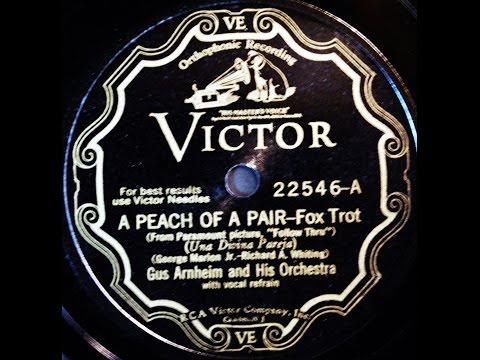 VE
Orthophonic Recording
"HIS MASTER'S VOICE"
VICTOR
For best results
use Victor Needles
22546-A
A PEACH OF A PAIR–Fox Trot
(From Paramount picture, "Follow Thru")
(Una Divina Pareja)
(George Marion Jr.-Richard A. Whiting)
Gus Arnheim and His Orchestra
with vocal refrain
RCA Victor Company, Inc.
Camden, N.J.
VE